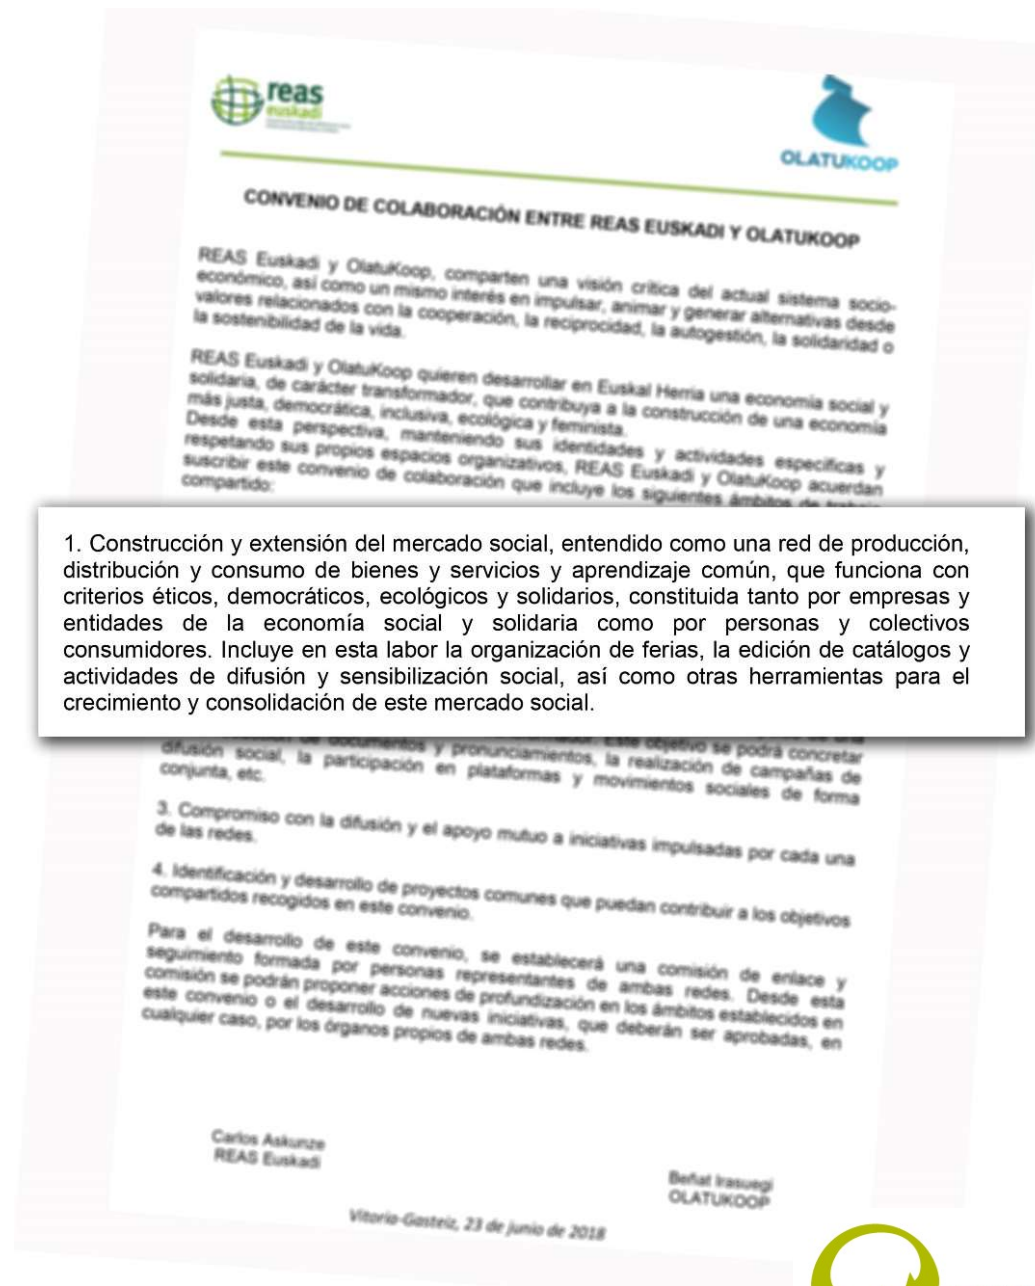 reas
euskadi
OLATUKOOP
CONVENIO DE COLABORACIÓN ENTRE REAS EUSKADI Y OLATUKOOP
REAS Euskadi y OlatuKoop, comparten una visión crítica del actual sistema socio-
económico, así como un mismo interés en impulsar, animar y generar alternativas desde
valores relacionados con la cooperación, la reciprocidad, la autogestión, la solidaridad o
la sostenibilidad de la vida.
REAS Euskadi y OlatuKoop quieren desarrollar en Euskal Herria una economía social y
solidaria, de carácter transformador, que contribuya a la construcción de una economía
más justa, democrática, inclusiva, ecológica y feminista.
Desde esta perspectiva, manteniendo sus identidades y actividades específicas y
respetando sus propios espacios organizativos, REAS Euskadi y OlatuKoop acuerdan
suscribir este convenio de colaboración que incluye los siguientes ámbitos de trabajo
compartido:
1. Construcción y extensión del mercado social, entendido como una red de producción,
distribución y consumo de bienes y servicios y aprendizaje común, que funciona con
criterios éticos, democráticos, ecológicos y solidarios, constituida tanto por empresas y
entidades de la economía social y solidaria como por personas y colectivos
consumidores. Incluye en esta labor la organización de ferias, la edición de catálogos y
actividades de difusión y sensibilización social, así como otras herramientas para el
crecimiento y consolidación de este mercado social.
de documentos y pronunciamientos, la realización de campañas de
difusión social, la participación en plataformas y movimientos sociales de forma
conjunta, etc.
3. Compromiso con la difusión y el apoyo mutuo a iniciativas impulsadas por cada una
de las redes.
4. Identificación y desarrollo de proyectos comunes que puedan contribuir a los objetivos
compartidos recogidos en este convenio.
Para el desarrollo de este convenio, se establecerá una comisión de enlace y
seguimiento formada por personas representantes de ambas redes. Desde esta
comisión se podrán proponer acciones de profundización en los ámbitos establecidos en
este convenio o el desarrollo de nuevas iniciativas, que deberán ser aprobadas, en
cualquier caso, por los órganos propios de ambas redes.
Carlos Askunze
REAS Euskadi
Beñat Irasuegi
OLATUKOOP
Vitoria-Gasteiz, 23 de junio de 2018